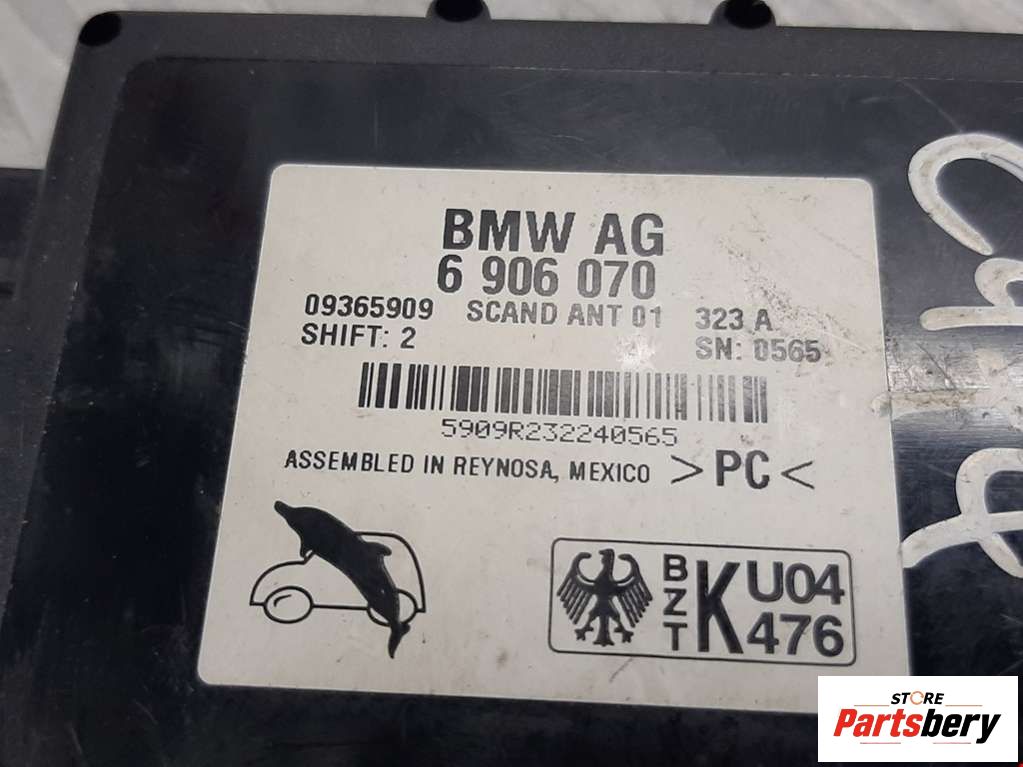 BMW AG
6 906 070
09365909 SCAND ANT 01 323 A
SHIFT: 2 SN: 0565
5909R232240565
ASSEMBLED IN REYNOSA, MEXICO >PC<
BZT K U04 476
STORE
Partsbery